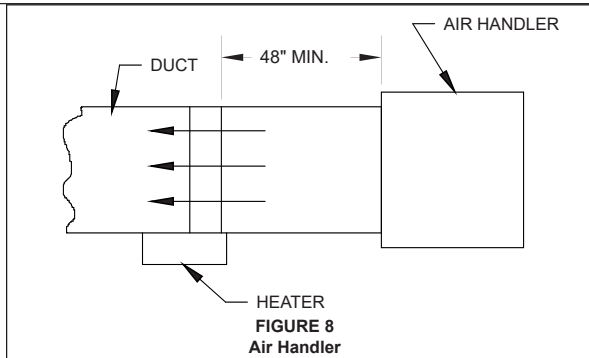 AIR HANDLER
DUCT
48" MIN.
HEATER
FIGURE 8
Air Handler